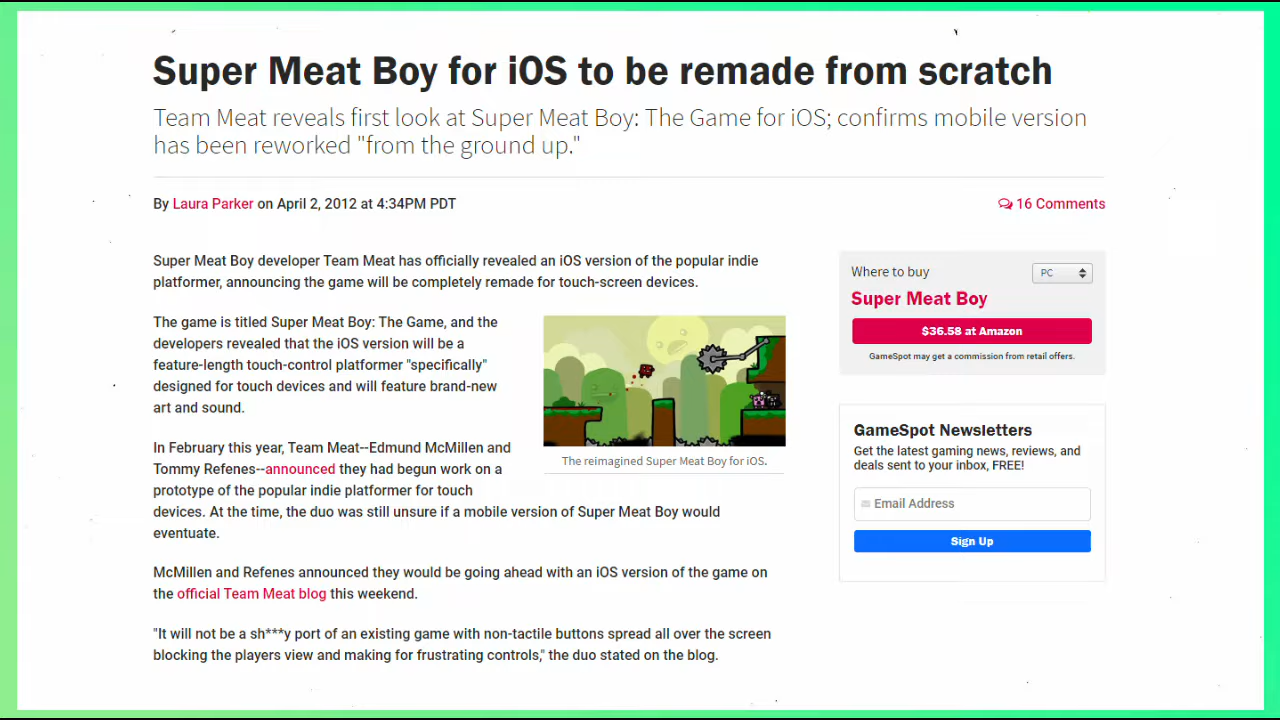 Super Meat Boy for iOS to be remade from scratch
Team Meat reveals first look at Super Meat Boy: The Game for iOS; confirms mobile version
has been reworked "from the ground up."
By Laura Parker on April 2, 2012 at 4:34PM PDT
16 Comments
Super Meat Boy developer Team Meat has officially revealed an iOS version of the popular indie
platformer, announcing the game will be completely remade for touch-screen devices.
The game is titled Super Meat Boy: The Game, and the
developers revealed that the iOS version will be a
feature-length touch-control platformer "specifically"
designed for touch devices and will feature brand-new
art and sound.
The reimagined Super Meat Boy for iOS.
In February this year, Team Meat--Edmund McMillen and
Tommy Refenes--announced they had begun work on a
prototype of the popular indie platformer for touch
devices. At the time, the duo was still unsure if a mobile version of Super Meat Boy would
eventuate.
McMillen and Refenes announced they would be going ahead with an iOS version of the game on
the official Team Meat blog this weekend.
"It will not be a sh***y port of an existing game with non-tactile buttons spread all over the screen
blocking the players view and making for frustrating controls," the duo stated on the blog.
Where to buy
PC
Super Meat Boy
$36.58 at Amazon
GameSpot may get a commission from retail offers.
GameSpot Newsletters
Get the latest gaming news, reviews, and
deals sent to your inbox, FREE!
Email Address
Sign Up